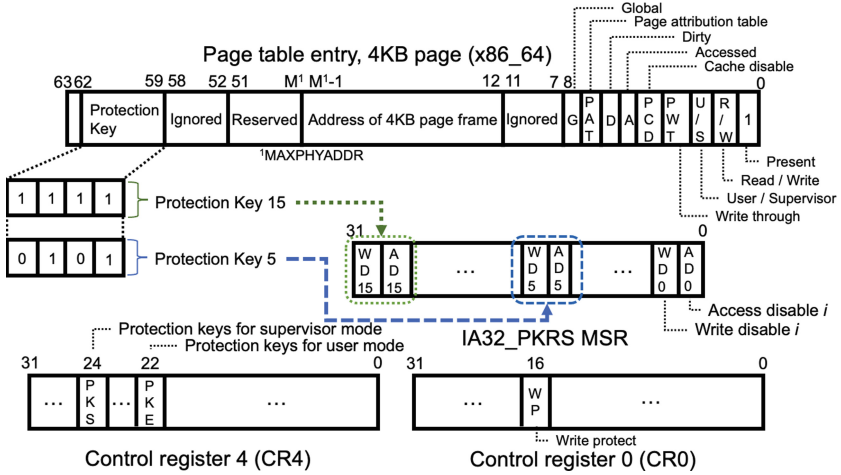 Global
Page attribution table
Dirty
Accessed
Cache disable
Page table entry, 4KB page (x86_64)
63 62 59 58 52 51 M¹ M¹-1 12 11 7 8 0
Protection Key
Ignored
Reserved
Address of 4KB page frame
Ignored
G
PAT
D
A
PCD
PWT
U/S
R/W
1
¹MAXPHYADDR
Present
Read / Write
User / Supervisor
Write through
1 1 1 1
Protection Key 15
0 1 0 1
Protection Key 5
31 0
WD15
AD15
...
WD5
AD5
...
WD0
AD0
Access disable i
Write disable i
IA32_PKRS MSR
Protection keys for supervisor mode
Protection keys for user mode
31 24 22 0
...
PKS
...
PKE
...
Control register 4 (CR4)
31 16 0
...
WP
...
Write protect
Control register 0 (CR0)